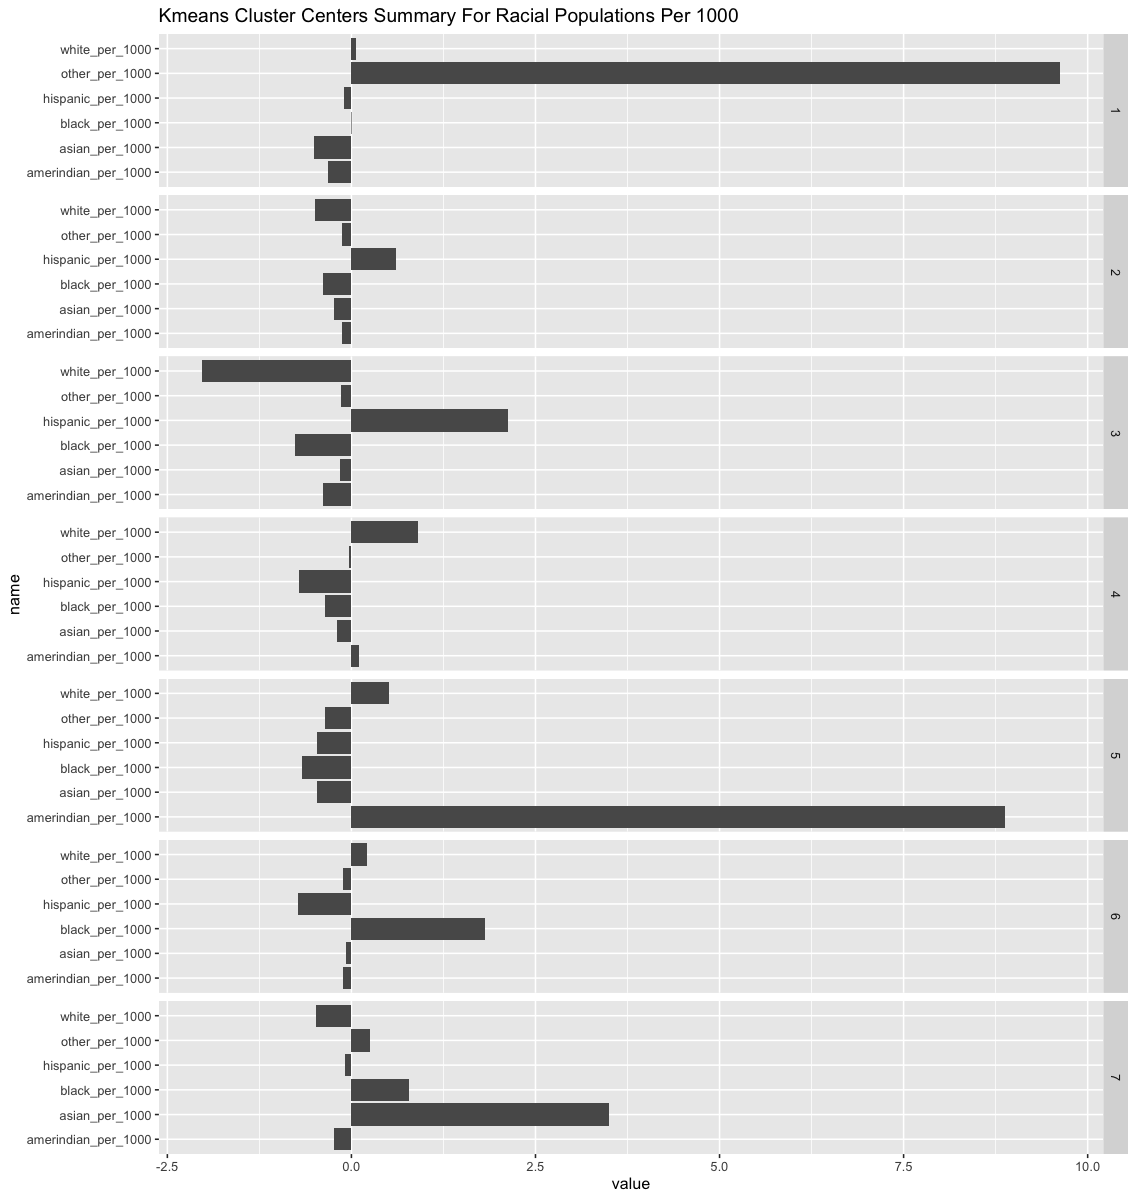 Kmeans Cluster Centers Summary For Racial Populations Per 1000
white_per_1000
other_per_1000
hispanic_per_1000
black_per_1000
asian_per_1000
amerindian_per_1000
1
white_per_1000
other_per_1000
hispanic_per_1000
black_per_1000
asian_per_1000
amerindian_per_1000
2
white_per_1000
other_per_1000
hispanic_per_1000
black_per_1000
asian_per_1000
amerindian_per_1000
3
name
white_per_1000
other_per_1000
hispanic_per_1000
black_per_1000
asian_per_1000
amerindian_per_1000
4
white_per_1000
other_per_1000
hispanic_per_1000
black_per_1000
asian_per_1000
amerindian_per_1000
5
white_per_1000
other_per_1000
hispanic_per_1000
black_per_1000
asian_per_1000
amerindian_per_1000
6
white_per_1000
other_per_1000
hispanic_per_1000
black_per_1000
asian_per_1000
amerindian_per_1000
7
-2.5 0.0 2.5 5.0 7.5 10.0
value